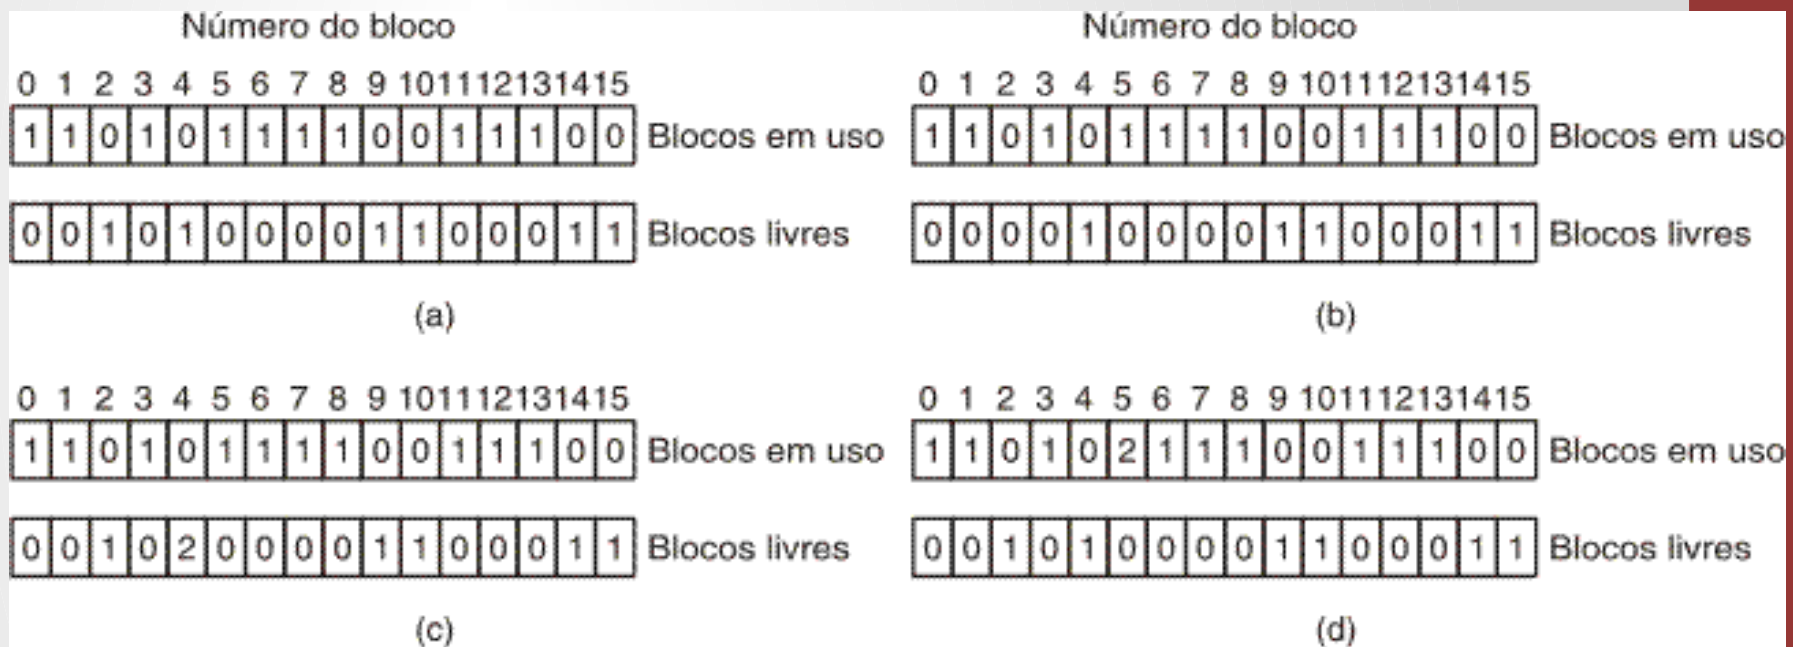 Número do bloco
0 1 2 3 4 5 6 7 8 9 10 11 12 13 14 15
1 1 0 1 0 1 1 1 1 0 0 1 1 1 0 0 Blocos em uso
0 0 1 0 1 0 0 0 0 1 1 0 0 0 1 1 Blocos livres
(a)
Número do bloco
0 1 2 3 4 5 6 7 8 9 10 11 12 13 14 15
1 1 0 1 0 1 1 1 1 0 0 1 1 1 0 0 Blocos em uso
0 0 0 0 1 0 0 0 0 1 1 0 0 0 1 1 Blocos livres
(b)
0 1 2 3 4 5 6 7 8 9 10 11 12 13 14 15
1 1 0 1 0 1 1 1 1 0 0 1 1 1 0 0 Blocos em uso
0 0 1 0 2 0 0 0 0 1 1 0 0 0 1 1 Blocos livres
(c)
0 1 2 3 4 5 6 7 8 9 10 11 12 13 14 15
1 1 0 1 0 2 1 1 1 0 0 1 1 1 0 0 Blocos em uso
0 0 1 0 1 0 0 0 0 1 1 0 0 0 1 1 Blocos livres
(d)